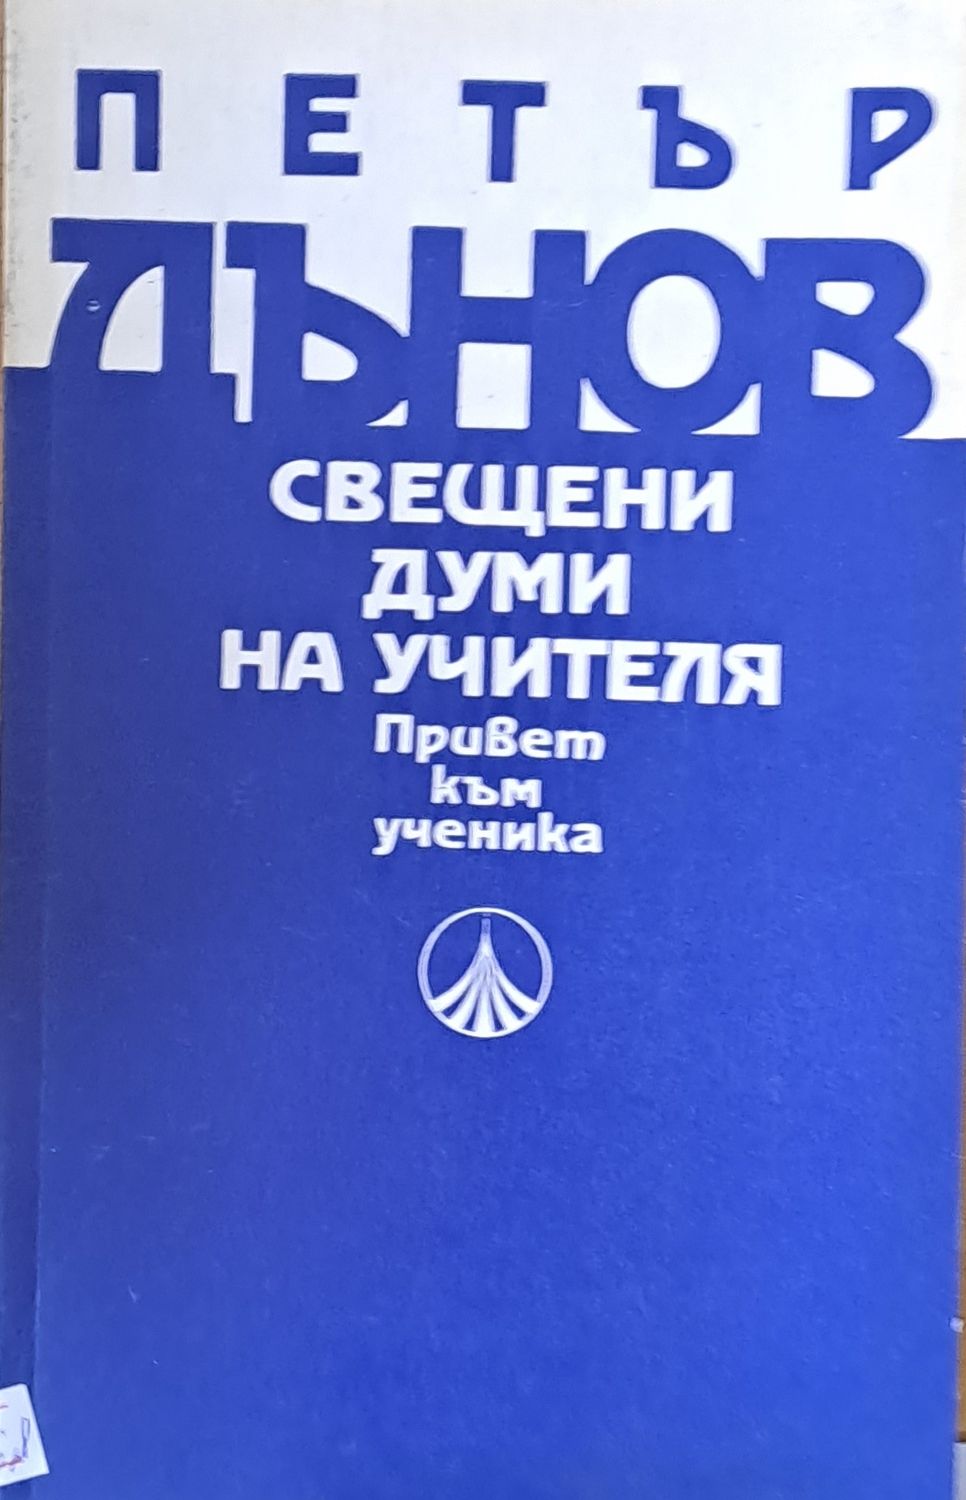 ПЕТЪР
ДЪНОВ
СВЕЩЕНИ
ДУМИ
НА УЧИТЕЛЯ
Привет
към
ученика